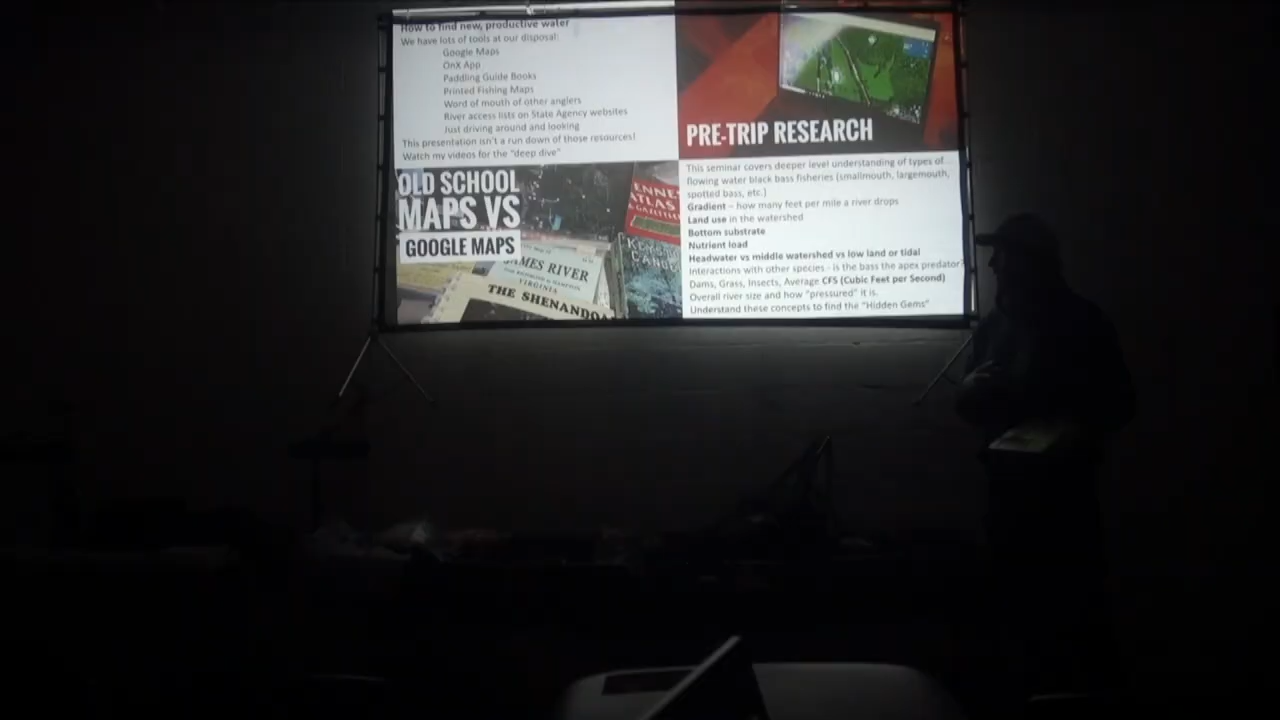 How to find new, productive water
We have lots of tools at our disposal:
Google Maps
OnX App
Paddling Guide Books
Printed Fishing Maps
Word of mouth of other anglers
River access lists on State Agency websites
Just driving around and looking
This presentation isn't a run down of those resources!
Watch my videos for the "deep dive"
PRE-TRIP RESEARCH
OLD SCHOOL
MAPS VS
GOOGLE MAPS
ENNE
ATLAS
JAMES RIVER
VIRGINIA
THE SHENANDOA
KEYS
CANOE
This seminar covers deeper level understanding of types of
flowing water black bass fisheries (smallmouth, largemouth,
spotted bass, etc.)
Gradient – how many feet per mile a river drops
Land use in the watershed
Bottom substrate
Nutrient load
Headwater vs middle watershed vs low land or tidal
Interactions with other species - is the bass the apex predator?
Dams, Grass, Insects, Average CFS (Cubic Feet per Second)
Overall river size and how "pressured" it is.
Understand these concepts to find the "Hidden Gems"